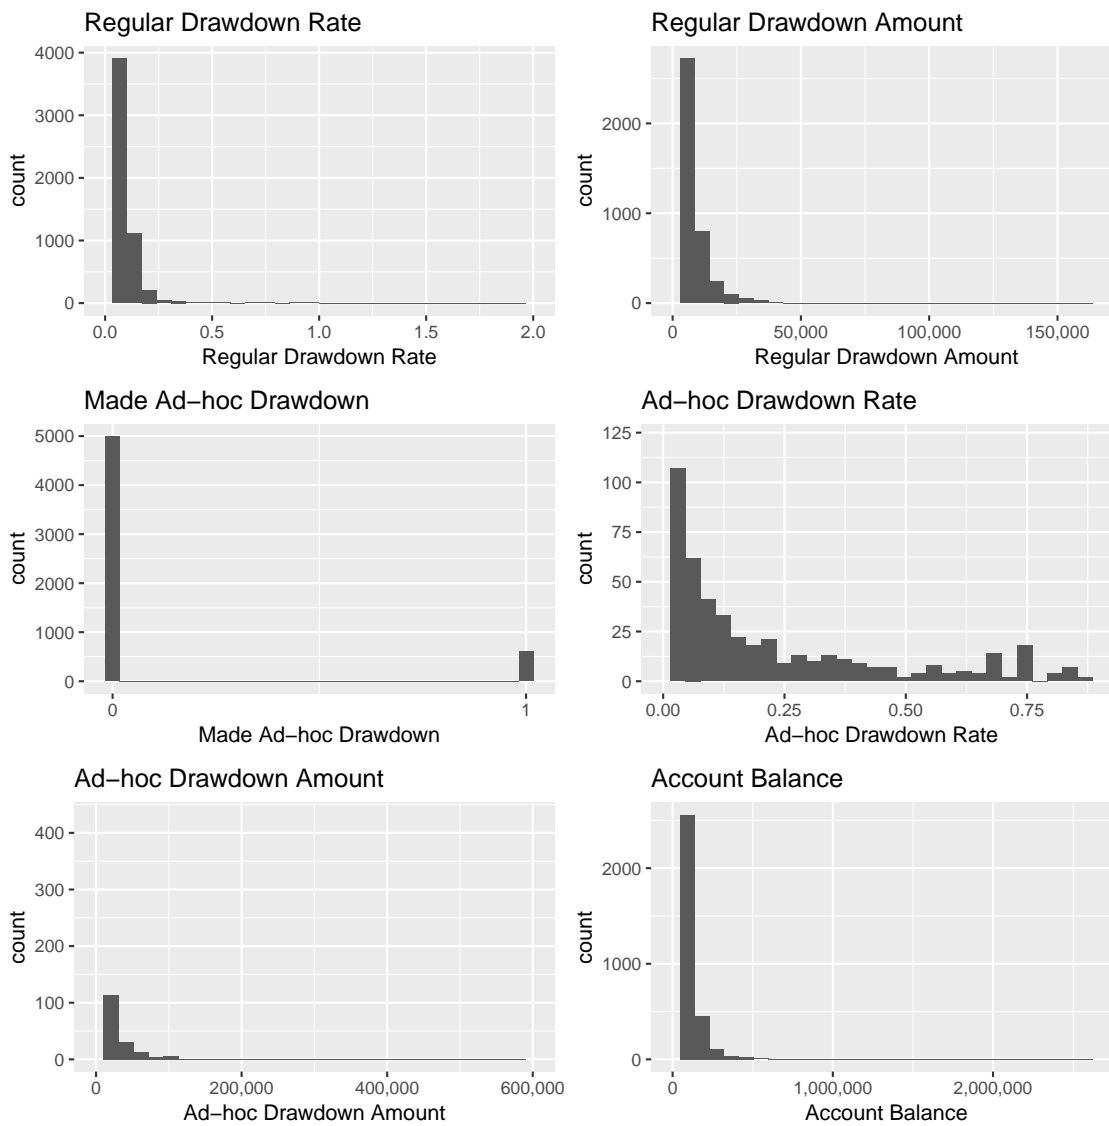 Regular Drawdown Rate
4000
3000
2000
1000
0
count
0.0 0.5 1.0 1.5 2.0
Regular Drawdown Rate
Regular Drawdown Amount
2000
1000
0
count
0 50,000 100,000 150,000
Regular Drawdown Amount
Made Ad−hoc Drawdown
5000
4000
3000
2000
1000
0
count
0 1
Made Ad−hoc Drawdown
Ad−hoc Drawdown Rate
125
100
75
50
25
0
count
0.00 0.25 0.50 0.75
Ad−hoc Drawdown Rate
Ad−hoc Drawdown Amount
400
300
200
100
0
count
0 200,000 400,000 600,000
Ad−hoc Drawdown Amount
Account Balance
2000
1000
0
count
0 1,000,000 2,000,000
Account Balance